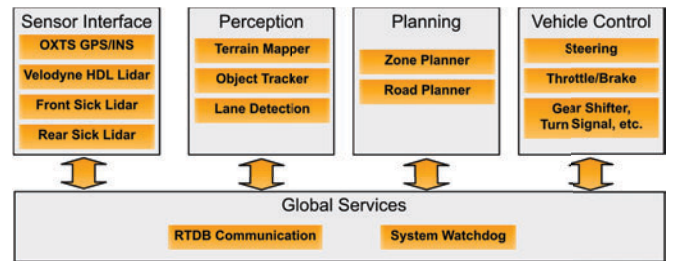 Sensor Interface
OXTS GPS/INS
Velodyne HDL Lidar
Front Sick Lidar
Rear Sick Lidar
Perception
Terrain Mapper
Object Tracker
Lane Detection
Planning
Zone Planner
Road Planner
Vehicle Control
Steering
Throttle/Brake
Gear Shifter,
Turn Signal, etc.
Global Services
RTDB Communication
System Watchdog